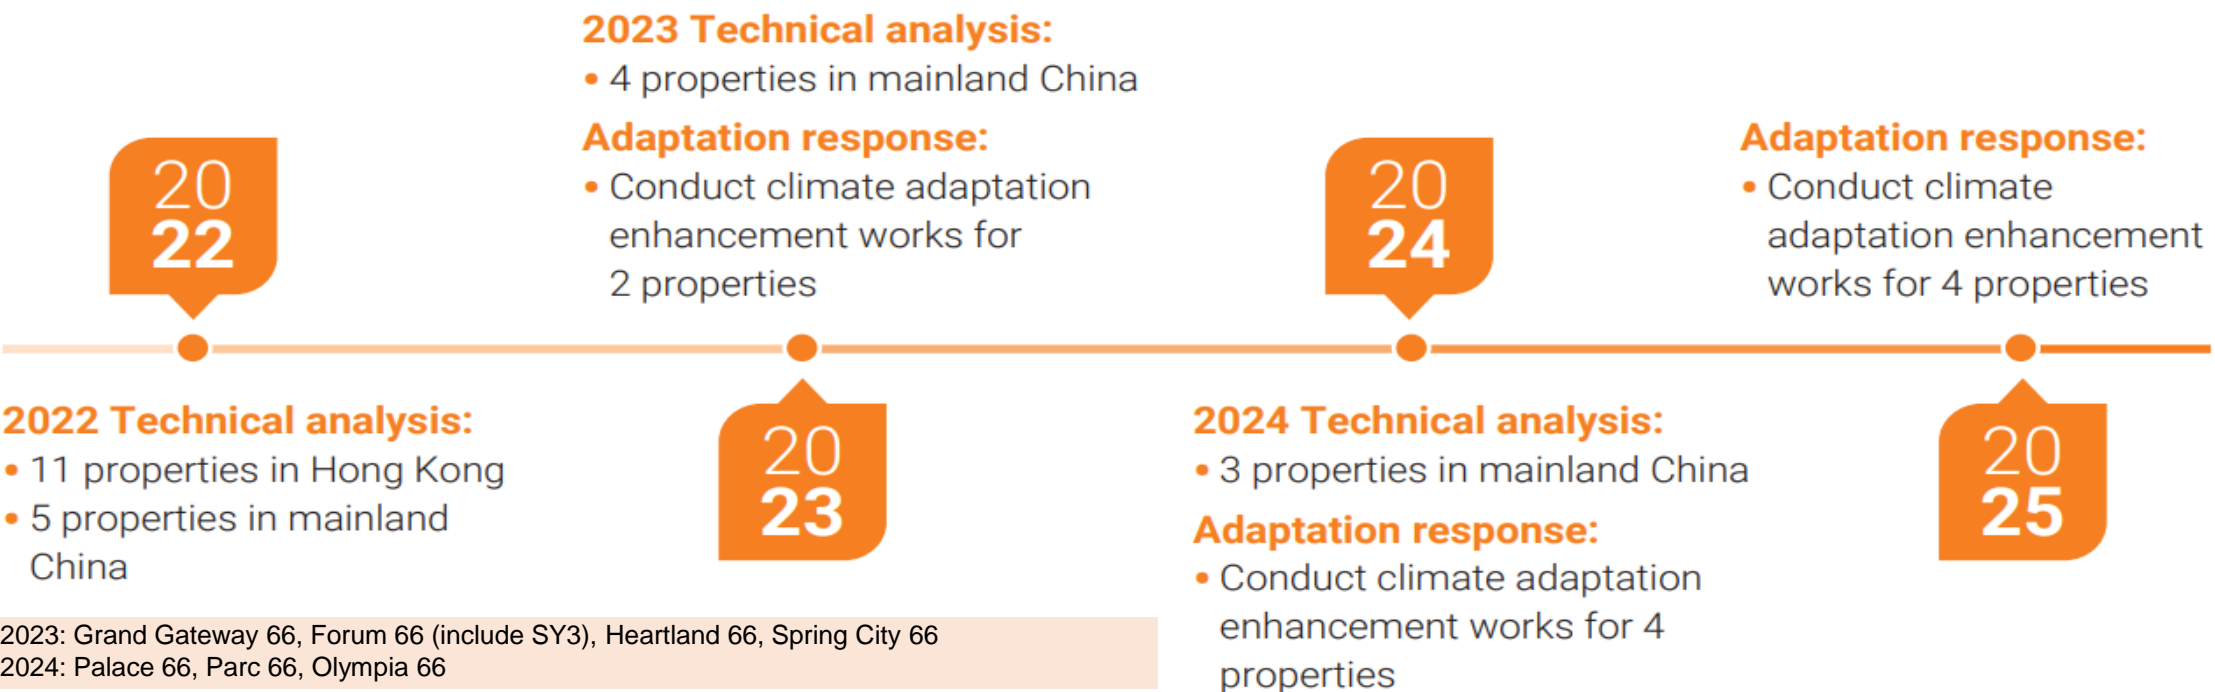 20
22
2022 Technical analysis:
• 11 properties in Hong Kong
• 5 properties in mainland
China
2023 Technical analysis:
• 4 properties in mainland China
Adaptation response:
• Conduct climate adaptation
enhancement works for
2 properties
20
23
20
24
2024 Technical analysis:
• 3 properties in mainland China
Adaptation response:
• Conduct climate adaptation
enhancement works for 4
properties
Adaptation response:
• Conduct climate
adaptation enhancement
works for 4 properties
20
25
2023: Grand Gateway 66, Forum 66 (include SY3), Heartland 66, Spring City 66
2024: Palace 66, Parc 66, Olympia 66